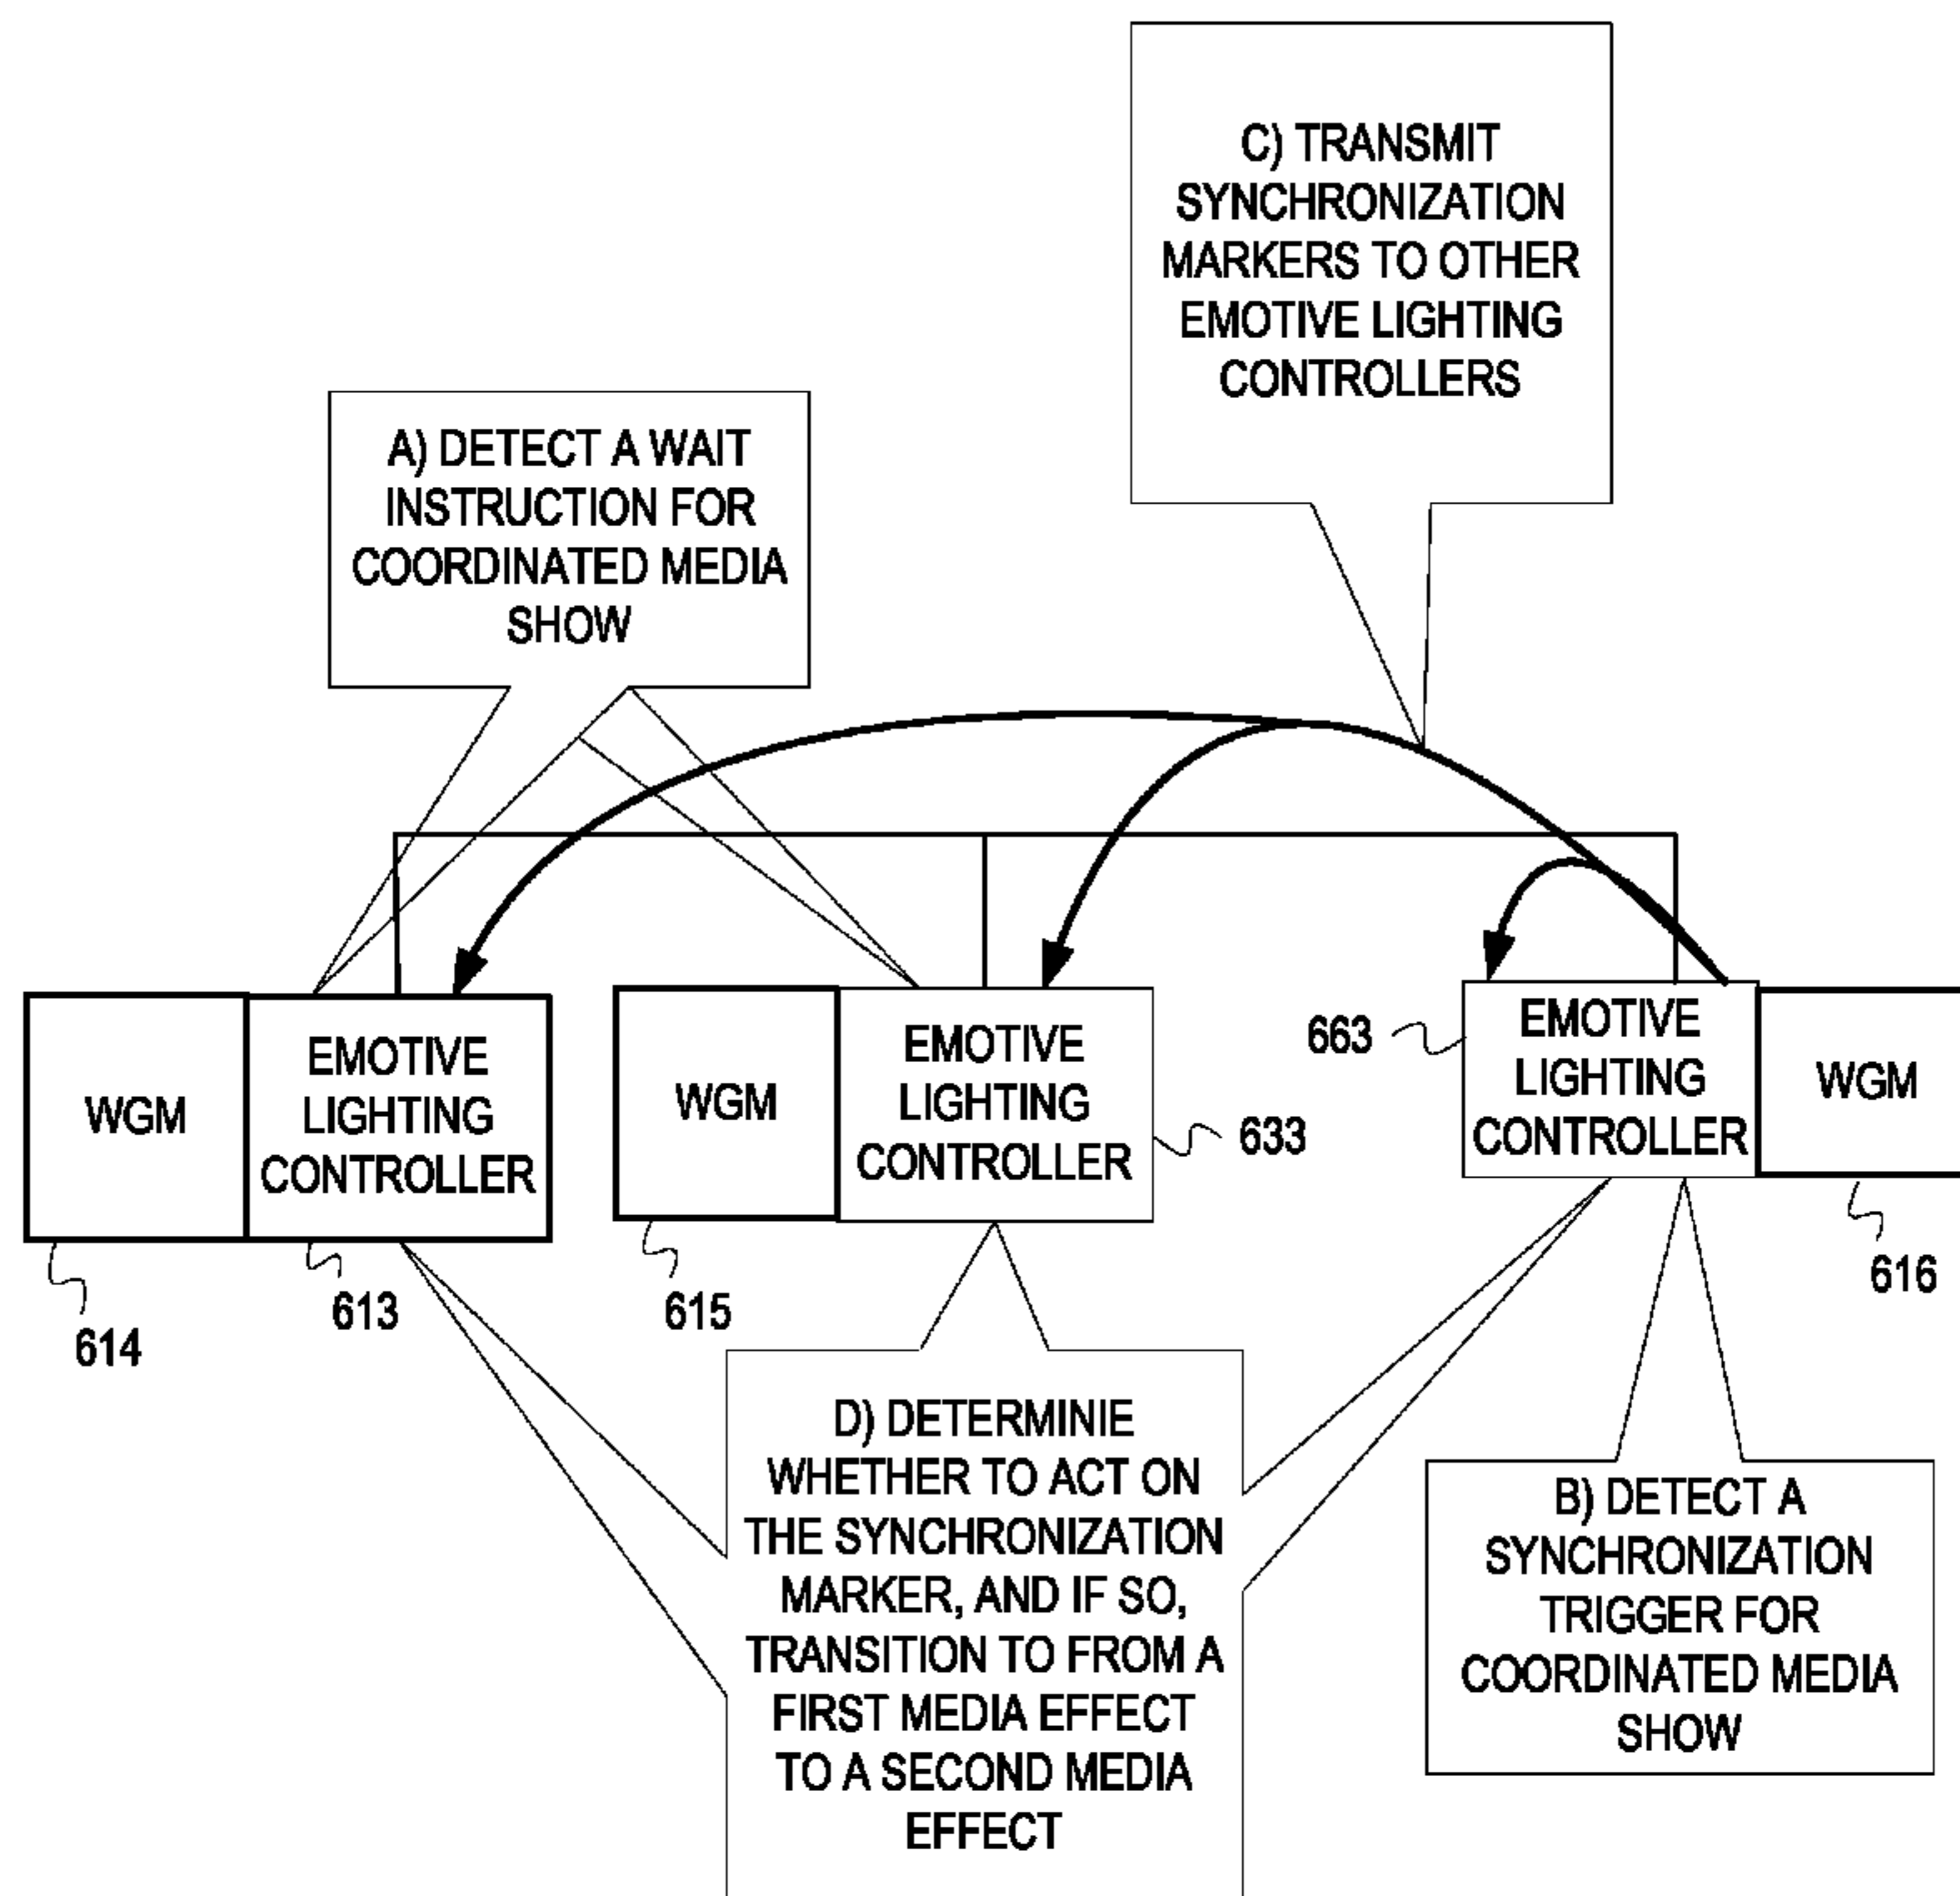 C) TRANSMIT
SYNCHRONIZATION
MARKERS TO OTHER
EMOTIVE LIGHTING
CONTROLLERS
A) DETECT A WAIT
INSTRUCTION FOR
COORDINATED MEDIA
SHOW
WGM
EMOTIVE
LIGHTING
CONTROLLER
WGM
EMOTIVE
LIGHTING
CONTROLLER
633
663
EMOTIVE
LIGHTING
CONTROLLER
WGM
614
613
615
616
D) DETERMINIE
WHETHER TO ACT ON
THE SYNCHRONIZATION
MARKER, AND IF SO,
TRANSITION TO FROM A
FIRST MEDIA EFFECT
TO A SECOND MEDIA
EFFECT
B) DETECT A
SYNCHRONIZATION
TRIGGER FOR
COORDINATED MEDIA
SHOW